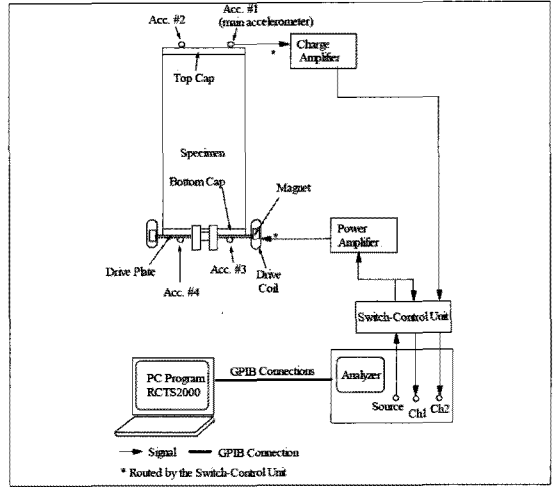 Acc. #2
Acc. #1
(main accelerometer)
*
Charge
Amplifier
Top Cap
Specimen
Bottom Cap
Magnet
*
Power
Amplifier
Drive Plate
Acc. #3
Drive
Coil
Acc. #4
Switch-Control Unit
GPIB Connections
PC Program
RCTS2000
Analyzer
Source
Ch1
Ch2
Signal
GPIB Connection
* Routed by the Switch-Control Unit